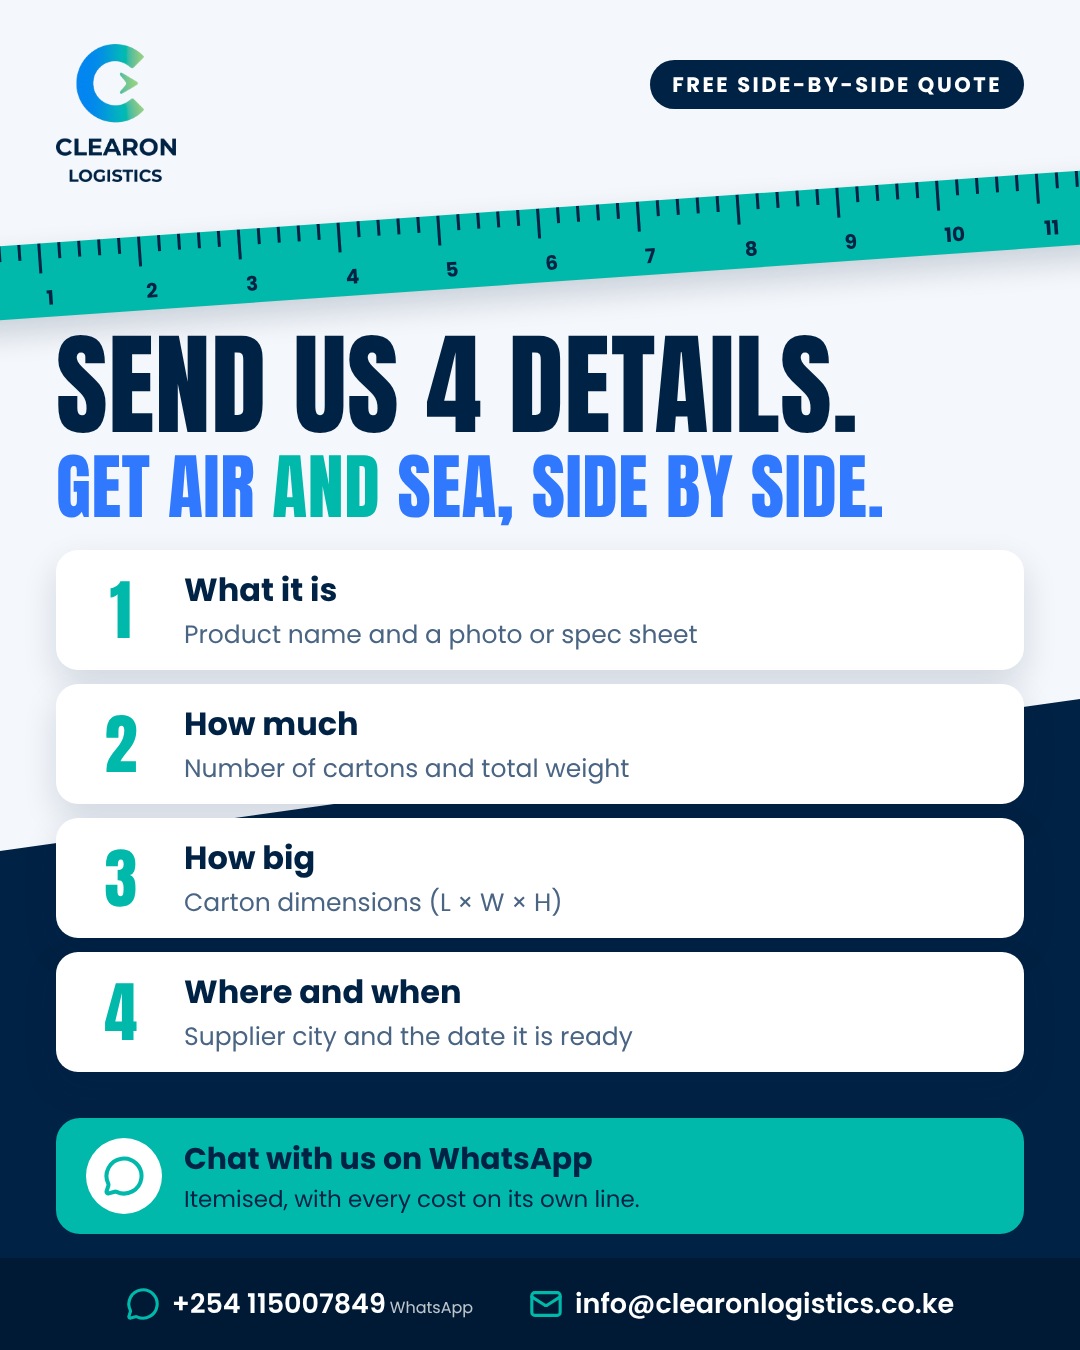 CLEARON
LOGISTICS
FREE SIDE-BY-SIDE QUOTE
1 2 3 4 5 6 7 8 9 10 11
SEND US 4 DETAILS.
GET AIR AND SEA, SIDE BY SIDE.
1
What it is
Product name and a photo or spec sheet
2
How much
Number of cartons and total weight
3
How big
Carton dimensions (L × W × H)
4
Where and when
Supplier city and the date it is ready
Chat with us on WhatsApp
Itemised, with every cost on its own line.
+254 115007849 WhatsApp
info@clearonlogistics.co.ke